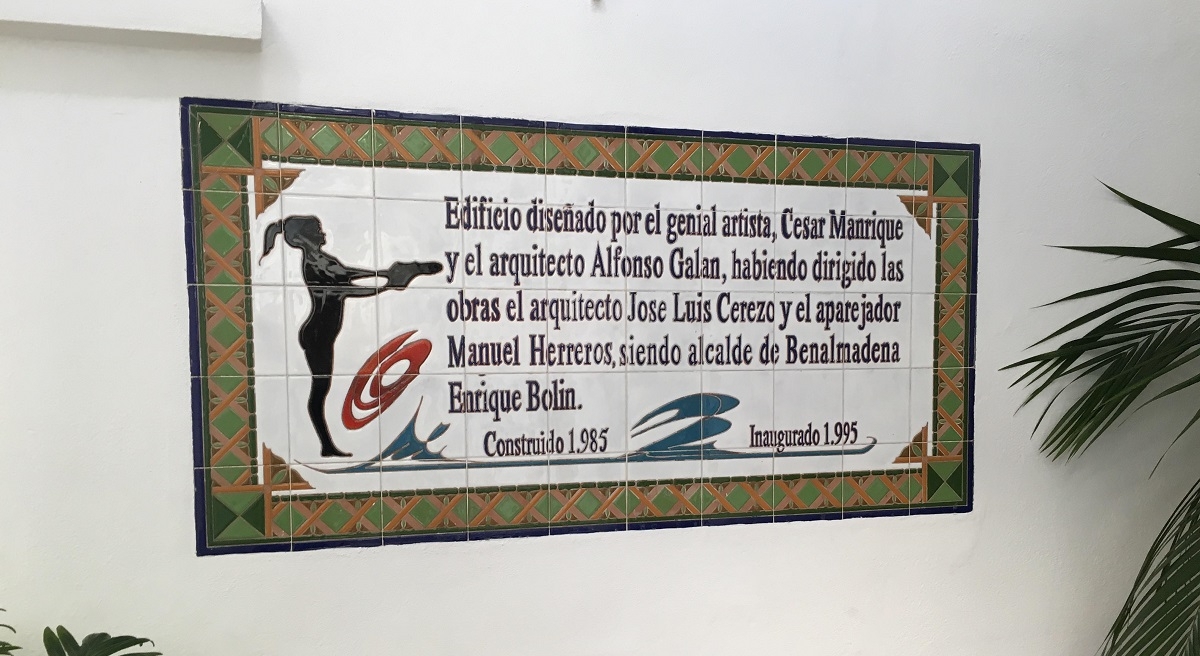 Edificio diseñado por el genial artista, Cesar Manrique
y el arquitecto Alfonso Galan, habiendo dirigido las
obras el arquitecto Jose Luis Cerezo y el aparejador
Manuel Herreros, siendo alcalde de Benalmadena
Enrique Bolin.
Construido 1.985 Inaugurado 1.995